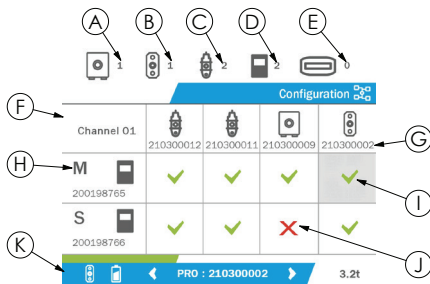 A B C D E
1 1 2 2 0
Configuration
F Channel 01
210300012 210300011 210300009 210300002 G
H M
200198765
I
S
200198766
J
K PRO : 210300002 3.2t